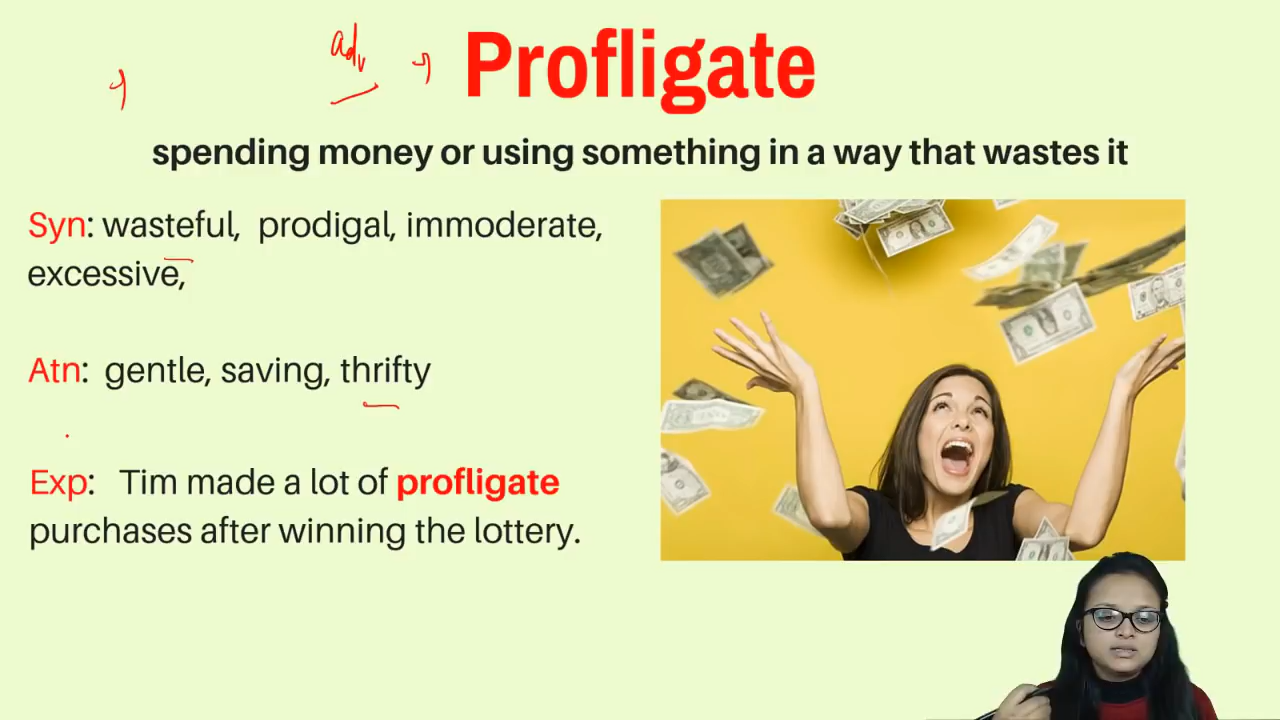 adv Profligate
spending money or using something in a way that wastes it
Syn: wasteful, prodigal, immoderate,
excessive,
Atn: gentle, saving, thrifty
Exp: Tim made a lot of profligate
purchases after winning the lottery.